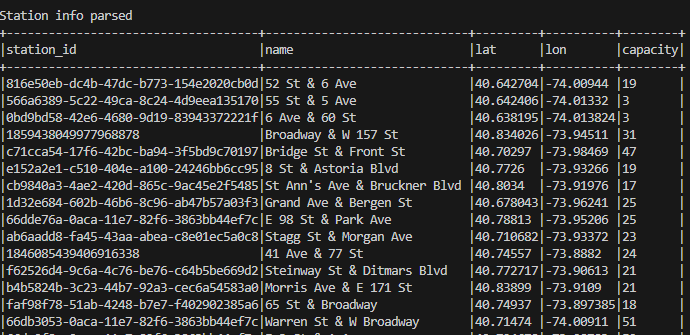 Station info parsed
+------------------------------------+---------------------------+---------+----------+--------+
|station_id                          |name                       |lat      |lon       |capacity|
+------------------------------------+---------------------------+---------+----------+--------+
|816e50eb-dc4b-47dc-b773-154e2020cb0d|52 St & 6 Ave              |40.642704|-74.00944 |19      |
|566a6389-5c22-49ca-8c24-4d9eea135170|55 St & 5 Ave              |40.642406|-74.01332 |3       |
|0bd9bd58-42e6-4680-9d19-83943372221f|6 Ave & 60 St              |40.638195|-74.013824|3       |
|1859438049977968878                 |Broadway & W 157 St        |40.834026|-73.94511 |31      |
|c71cca54-17f6-42bc-ba94-3f5bd9c70197|Bridge St & Front St       |40.70297 |-73.98469 |47      |
|e152a2e1-c510-404e-a100-24246bb6cc95|8 St & Astoria Blvd        |40.7726  |-73.93266 |19      |
|cb9840a3-4ae2-420d-865c-9ac45e2f5485|St Ann's Ave & Bruckner Blvd |40.8034  |-73.91976 |17      |
|1d32e684-602b-46b6-8c96-ab47b57a03f3|Grand Ave & Bergen St      |40.678043|-73.96241 |25      |
|66dde76a-0aca-11e7-82f6-3863bb44ef7c|E 98 St & Park Ave         |40.78813 |-73.95206 |25      |
|ab6aadd8-fa45-43aa-abea-c8e01ec5a0c8|Stagg St & Morgan Ave      |40.710682|-73.93372 |23      |
|1846085439406916338                 |41 Ave & 77 St             |40.74557 |-73.8882  |24      |
|f62526d4-9c6a-4c76-be76-c64b5be669d2|Steinway St & Ditmars Blvd |40.772717|-73.90613 |21      |
|b4b5824b-3c23-44b7-92a3-cec6a54583a0|Morris Ave & E 171 St      |40.83899 |-73.9109  |21      |
|faf98f78-51ab-4248-b7e7-f402902385a6|65 St & Broadway           |40.74937 |-73.897385|18      |
|66db3053-0aca-11e7-82f6-3863bb44ef7c|Warren St & W Broadway     |40.71474 |-74.00911 |51      |